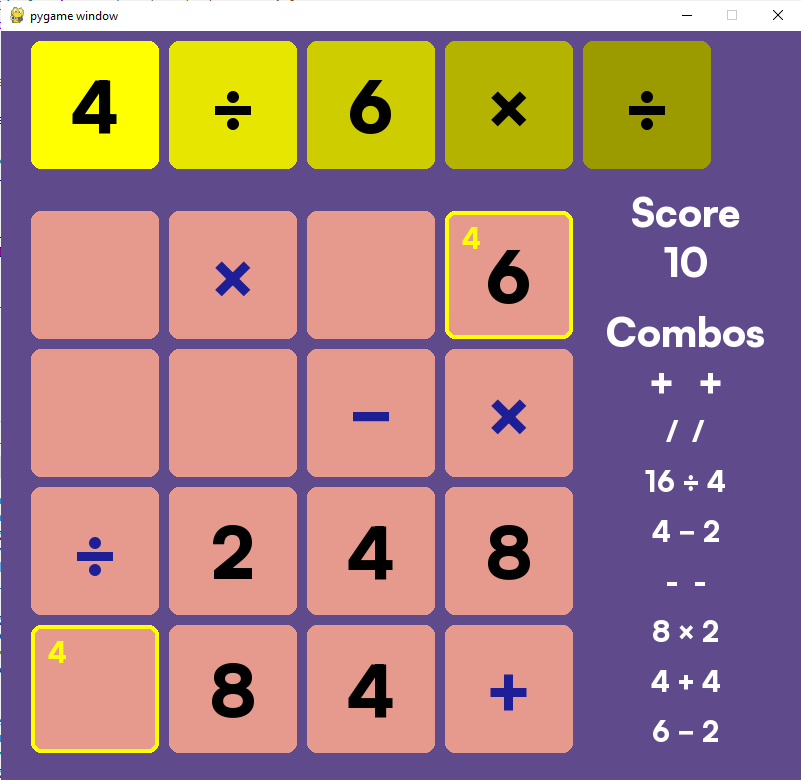 pygame window
4 ÷ 6 × ÷
Score
10
× 4 6
Combos
+ +
− ×
/ /
16 ÷ 4
÷ 2 4 8
4 − 2
- -
8 × 2
4 8 4 +
4 + 4
6 − 2